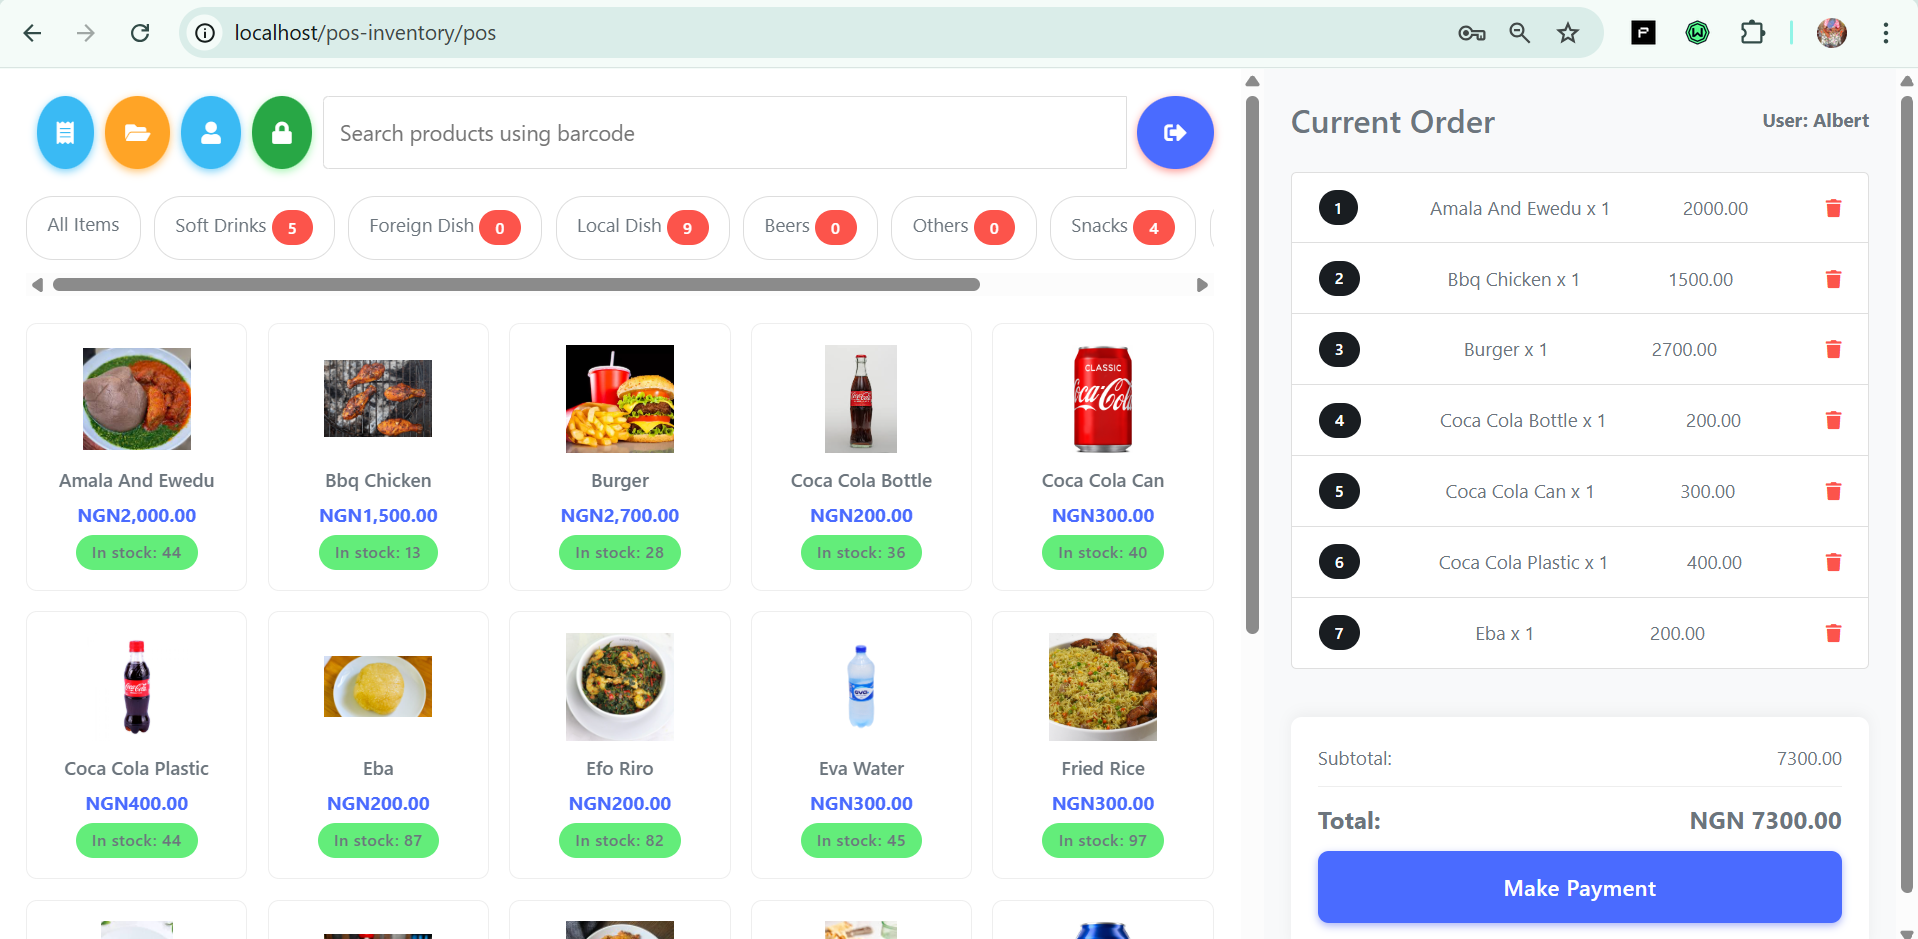 localhost/pos-inventory/pos
Search products using barcode
All Items
Soft Drinks 5
Foreign Dish 0
Local Dish 9
Beers 0
Others 0
Snacks 4
Amala And Ewedu
NGN2,000.00
In stock: 44
Bbq Chicken
NGN1,500.00
In stock: 13
Burger
NGN2,700.00
In stock: 28
Coca Cola Bottle
NGN200.00
In stock: 36
CLASSIC
Coca-Cola
Coca Cola Can
NGN300.00
In stock: 40
Coca Cola Plastic
NGN400.00
In stock: 44
Eba
NGN200.00
In stock: 87
Efo Riro
NGN200.00
In stock: 82
eva
Eva Water
NGN300.00
In stock: 45
Fried Rice
NGN300.00
In stock: 97
Current Order
User: Albert
1 Amala And Ewedu x 1 2000.00
2 Bbq Chicken x 1 1500.00
3 Burger x 1 2700.00
4 Coca Cola Bottle x 1 200.00
5 Coca Cola Can x 1 300.00
6 Coca Cola Plastic x 1 400.00
7 Eba x 1 200.00
Subtotal: 7300.00
Total: NGN 7300.00
Make Payment